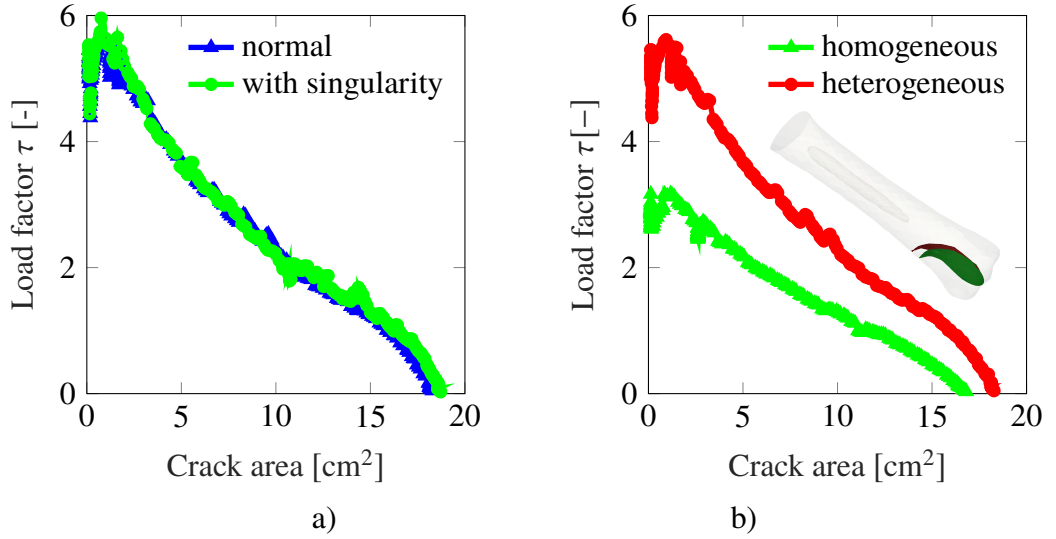 6
4
2
0
0 5 10 15 20
Load factor τ [-]
Crack area [cm²]
normal
with singularity
a)
6
4
2
0
0 5 10 15 20
Load factor τ [−]
Crack area [cm²]
homogeneous
heterogeneous
b)